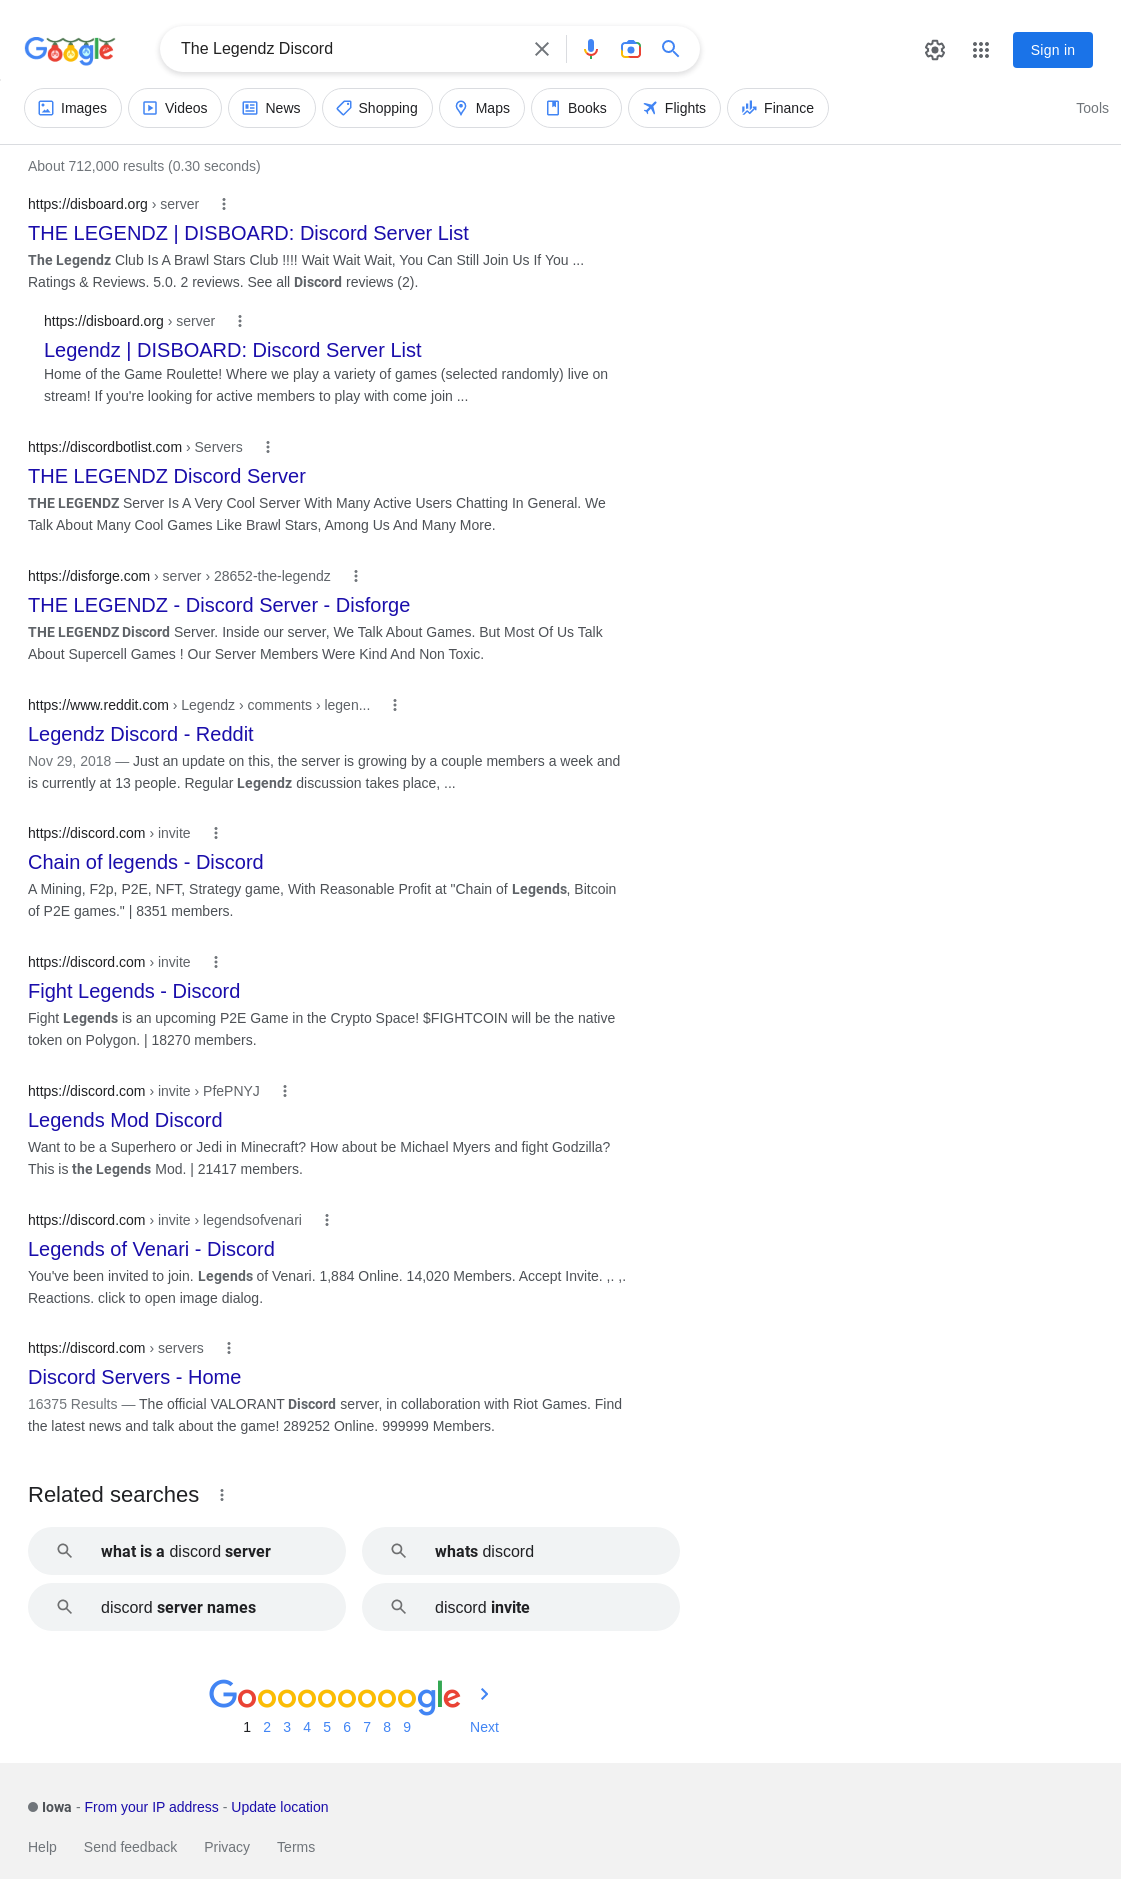 Google
The Legendz Discord
Sign in
Images
Videos
News
Shopping
Maps
Books
Flights
Finance
Tools
About 712,000 results (0.30 seconds)
https://disboard.org › server
THE LEGENDZ | DISBOARD: Discord Server List
The Legendz Club Is A Brawl Stars Club !!!! Wait Wait Wait, You Can Still Join Us If You ...
Ratings & Reviews. 5.0. 2 reviews. See all Discord reviews (2).
https://disboard.org › server
Legendz | DISBOARD: Discord Server List
Home of the Game Roulette! Where we play a variety of games (selected randomly) live on
stream! If you're looking for active members to play with come join ...
https://discordbotlist.com › Servers
THE LEGENDZ Discord Server
THE LEGENDZ Server Is A Very Cool Server With Many Active Users Chatting In General. We
Talk About Many Cool Games Like Brawl Stars, Among Us And Many More.
https://disforge.com › server › 28652-the-legendz
THE LEGENDZ - Discord Server - Disforge
THE LEGENDZ Discord Server. Inside our server, We Talk About Games. But Most Of Us Talk
About Supercell Games ! Our Server Members Were Kind And Non Toxic.
https://www.reddit.com › Legendz › comments › legen...
Legendz Discord - Reddit
Nov 29, 2018 — Just an update on this, the server is growing by a couple members a week and
is currently at 13 people. Regular Legendz discussion takes place, ...
https://discord.com › invite
Chain of legends - Discord
A Mining, F2p, P2E, NFT, Strategy game, With Reasonable Profit at "Chain of Legends, Bitcoin
of P2E games." | 8351 members.
https://discord.com › invite
Fight Legends - Discord
Fight Legends is an upcoming P2E Game in the Crypto Space! $FIGHTCOIN will be the native
token on Polygon. | 18270 members.
https://discord.com › invite › PfePNYJ
Legends Mod Discord
Want to be a Superhero or Jedi in Minecraft? How about be Michael Myers and fight Godzilla?
This is the Legends Mod. | 21417 members.
https://discord.com › invite › legendsofvenari
Legends of Venari - Discord
You've been invited to join. Legends of Venari. 1,884 Online. 14,020 Members. Accept Invite. ,. ,.
Reactions. click to open image dialog.
https://discord.com › servers
Discord Servers - Home
16375 Results — The official VALORANT Discord server, in collaboration with Riot Games. Find
the latest news and talk about the game! 289252 Online. 999999 Members.
Related searches
what is a discord server
whats discord
discord server names
discord invite
Goooooooooogle
1 2 3 4 5 6 7 8 9 Next
Iowa - From your IP address - Update location
Help Send feedback Privacy Terms